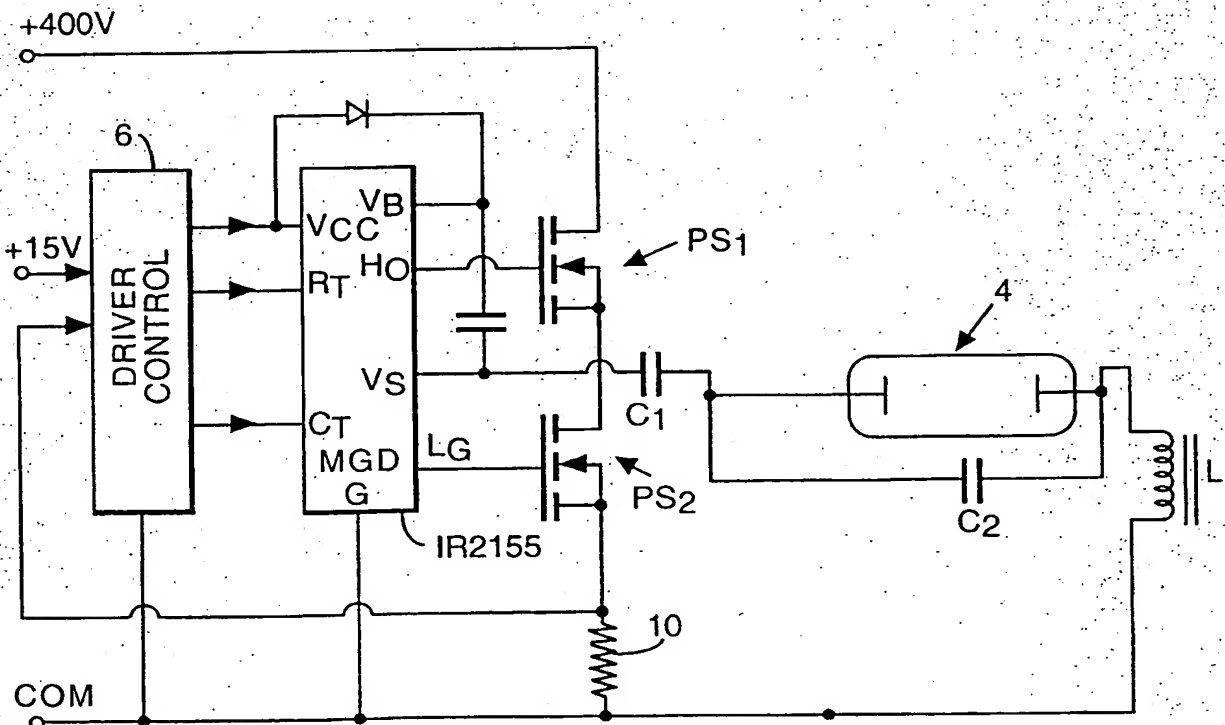 +400V
6
+15V
DRIVER
CONTROL
VCC
RT
CT
VB
HO
VS
MGD
G
LG
IR2155
PS1
PS2
C1
4
C2
L
10
COM